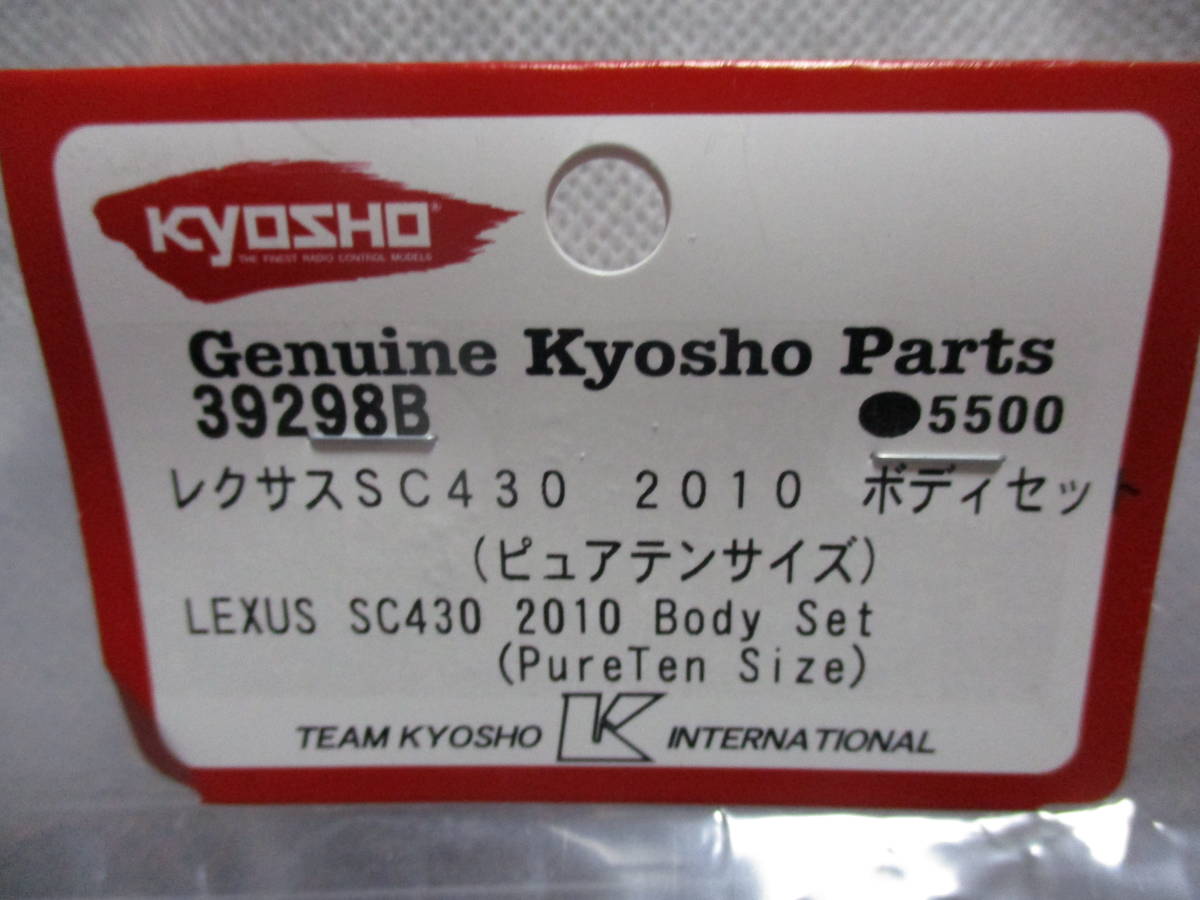 KYOSHO®
THE FINEST RADIO CONTROL MODELS
Genuine Kyosho Parts
39298B ●5500
レクサスSC430 2010 ボディセッ
(ピュアテンサイズ)
LEXUS SC430 2010 Body Set
(PureTen Size)
TEAM KYOSHO K INTERNATIONAL